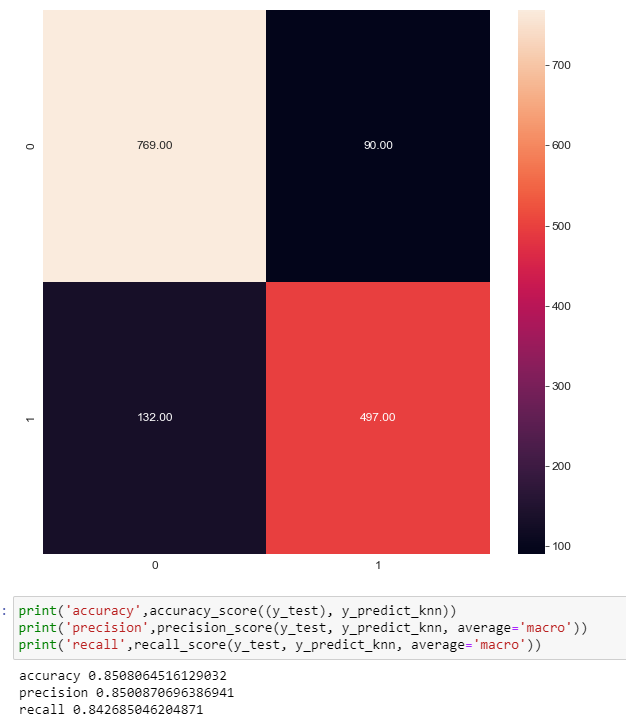 700
0
769.00
90.00
600
500
400
1
132.00
497.00
300
200
100
0
1
:
print('accuracy',accuracy_score((y_test), y_predict_knn))
print('precision',precision_score(y_test, y_predict_knn, average='macro'))
print('recall',recall_score(y_test, y_predict_knn, average='macro'))
accuracy 0.8508064516129032
precision 0.8500870696386941
recall 0.842685046204871